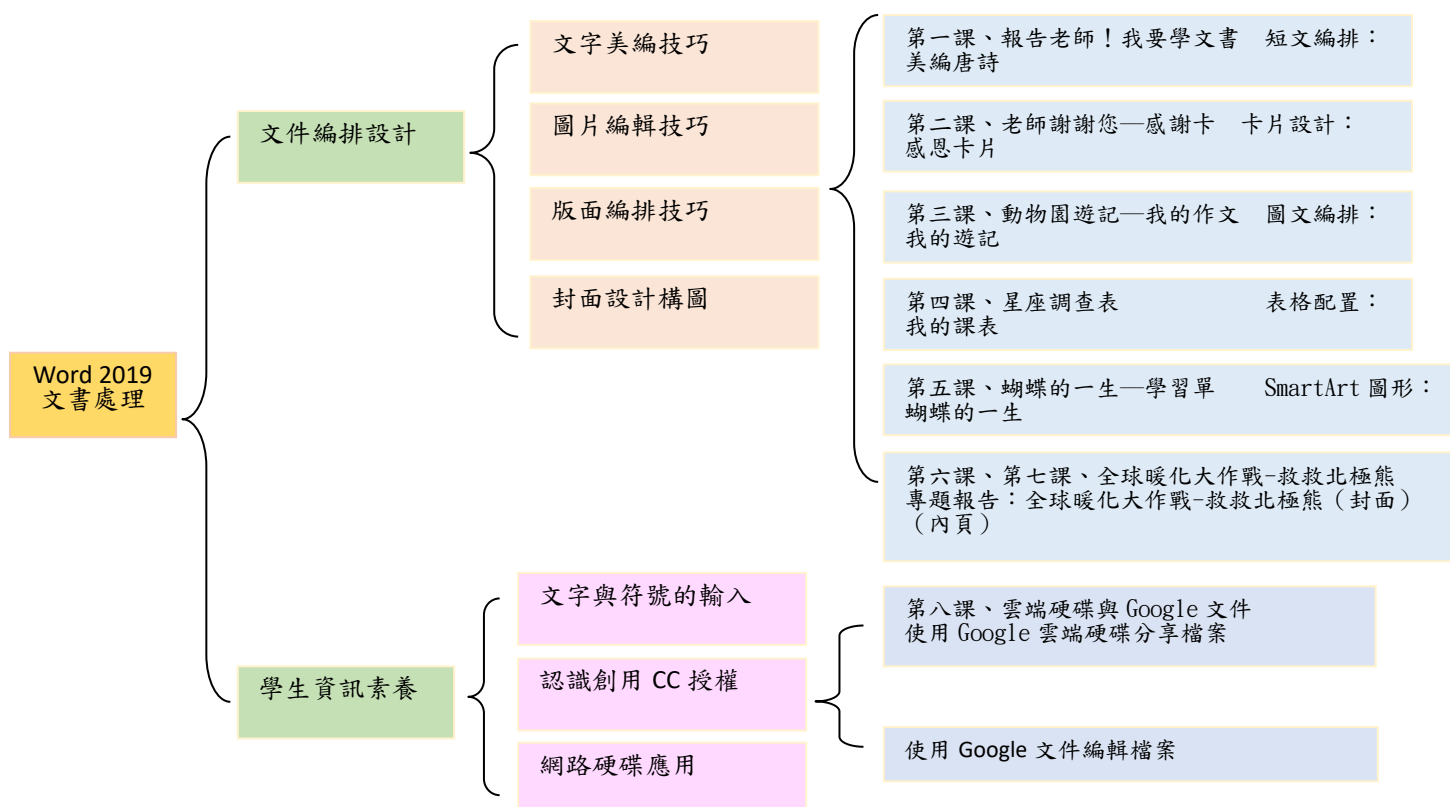 Word 2019
文書處理
文件編排設計
文字美編技巧
圖片編輯技巧
版面編排技巧
封面設計構圖
第一課、報告老師！我要學文書　短文編排：
美編唐詩
第二課、老師謝謝您—感謝卡　卡片設計：
感恩卡片
第三課、動物園遊記—我的作文　圖文編排：
我的遊記
第四課、星座調查表　　　　　　表格配置：
我的課表
第五課、蝴蝶的一生—學習單　　SmartArt 圖形：
蝴蝶的一生
第六課、第七課、全球暖化大作戰-救救北極熊
專題報告：全球暖化大作戰-救救北極熊（封面）
（內頁）
學生資訊素養
文字與符號的輸入
認識創用 CC 授權
網路硬碟應用
第八課、雲端硬碟與 Google 文件
使用 Google 雲端硬碟分享檔案
使用 Google 文件編輯檔案